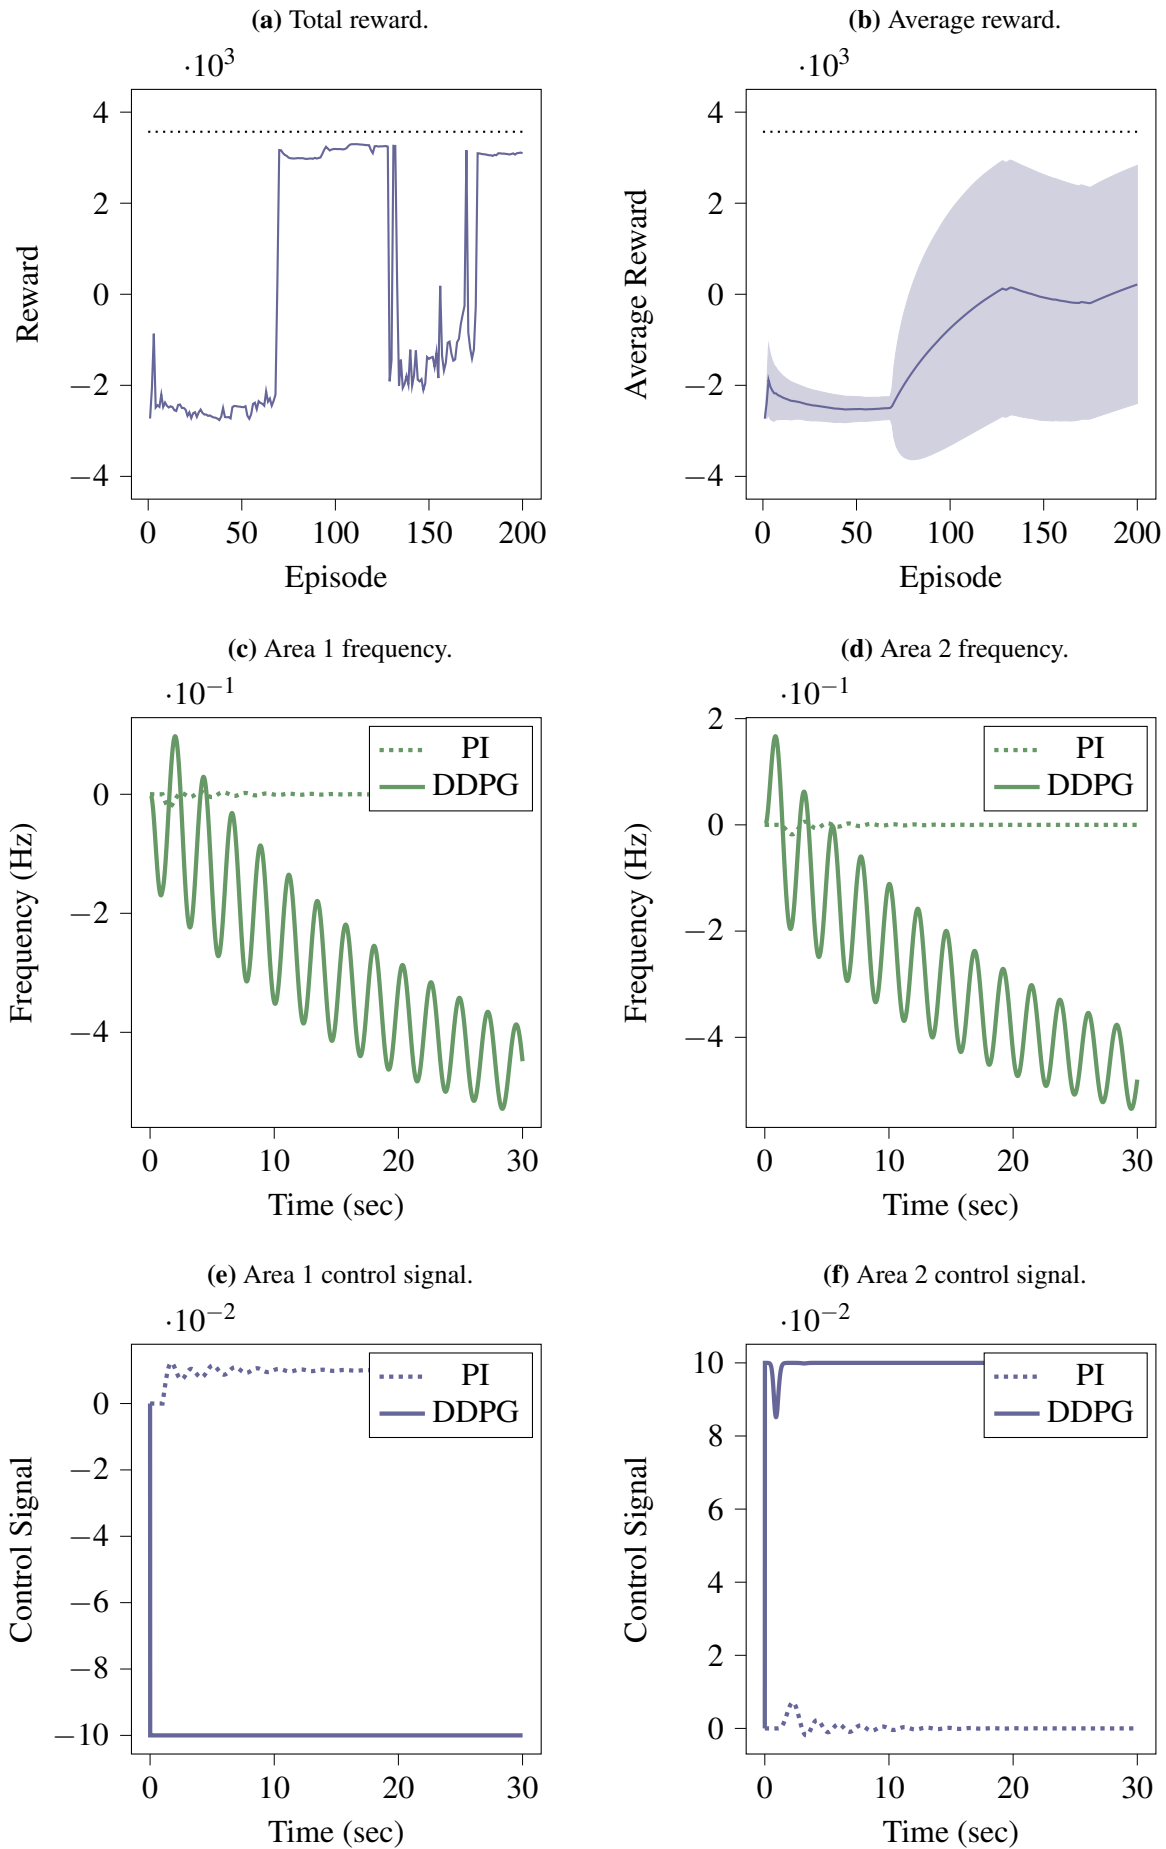 (a) Total reward.
·10³
4
2
0
−2
−4
Reward
0 50 100 150 200
Episode
(b) Average reward.
·10³
4
2
0
−2
−4
Average Reward
0 50 100 150 200
Episode
(c) Area 1 frequency.
·10⁻¹
0
−2
−4
Frequency (Hz)
PI
DDPG
0 10 20 30
Time (sec)
(d) Area 2 frequency.
·10⁻¹
2
0
−2
−4
Frequency (Hz)
PI
DDPG
0 10 20 30
Time (sec)
(e) Area 1 control signal.
·10⁻²
0
−2
−4
−6
−8
−10
Control Signal
PI
DDPG
0 10 20 30
Time (sec)
(f) Area 2 control signal.
·10⁻²
10
8
6
4
2
0
Control Signal
PI
DDPG
0 10 20 30
Time (sec)